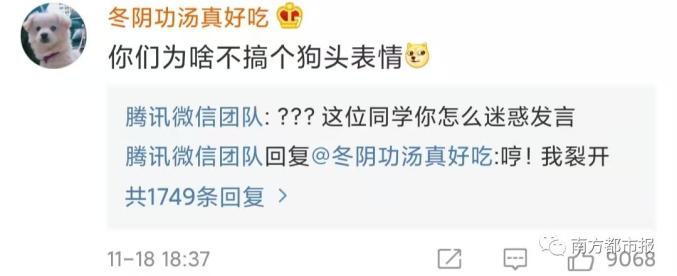 冬阴功汤真好吃
你们为啥不搞个狗头表情
腾讯微信团队: ??? 这位同学你怎么迷惑发言
腾讯微信团队回复@冬阴功汤真好吃:哼! 我裂开
共1749条回复 >
11-18 18:37
9068
南方都市报